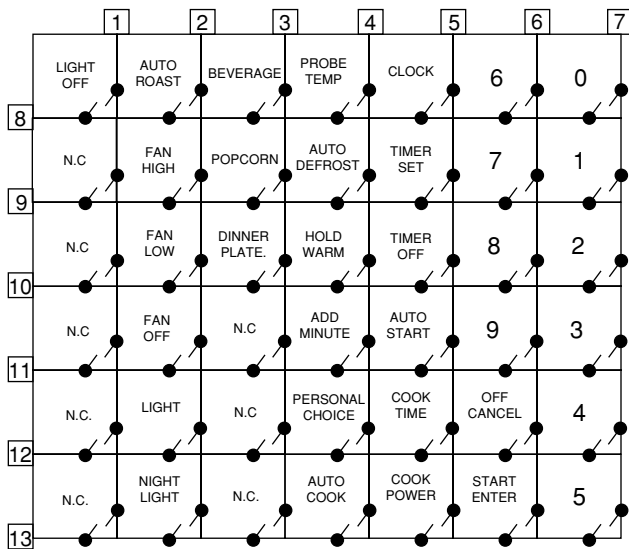 1 2 3 4 5 6 7
LIGHT OFF AUTO ROAST BEVERAGE PROBE TEMP CLOCK 6 0
8
N.C FAN HIGH POPCORN AUTO DEFROST TIMER SET 7 1
9
N.C FAN LOW DINNER PLATE. HOLD WARM TIMER OFF 8 2
10
N.C FAN OFF N.C ADD MINUTE AUTO START 9 3
11
N.C. LIGHT N.C PERSONAL CHOICE COOK TIME OFF CANCEL 4
12
N.C. NIGHT LIGHT N.C. AUTO COOK COOK POWER START ENTER 5
13